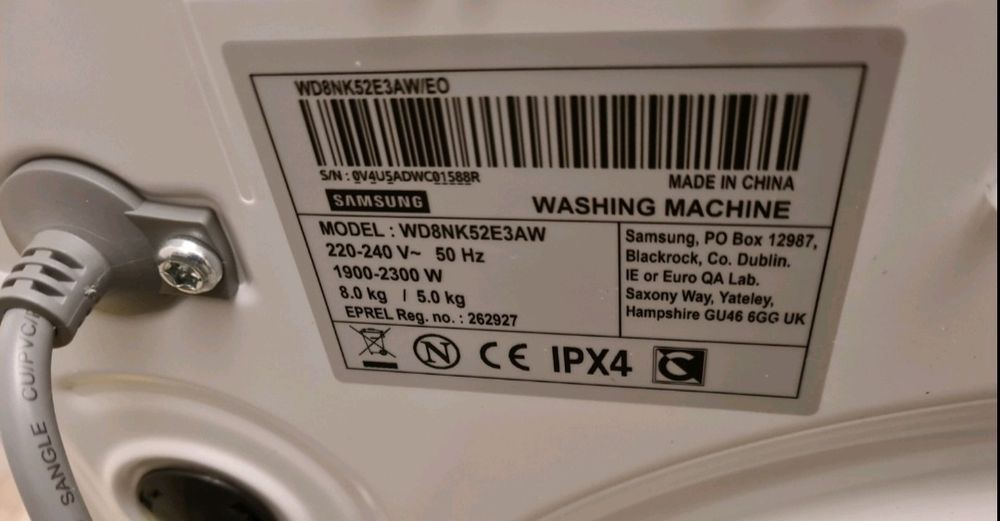 WD8NK52E3AW/EO
S/N : 0V4U5ADWC01588R
MADE IN CHINA
SAMSUNG
WASHING MACHINE
MODEL : WD8NK52E3AW
220-240 V~ 50 Hz
1900-2300 W
8.0 kg / 5.0 kg
EPREL Reg. no. : 262927
Samsung, PO Box 12987,
Blackrock, Co. Dublin.
IE or Euro QA Lab.
Saxony Way, Yateley,
Hampshire GU46 6GG UK
N CE IPX4
SANGLE CU/PVC/